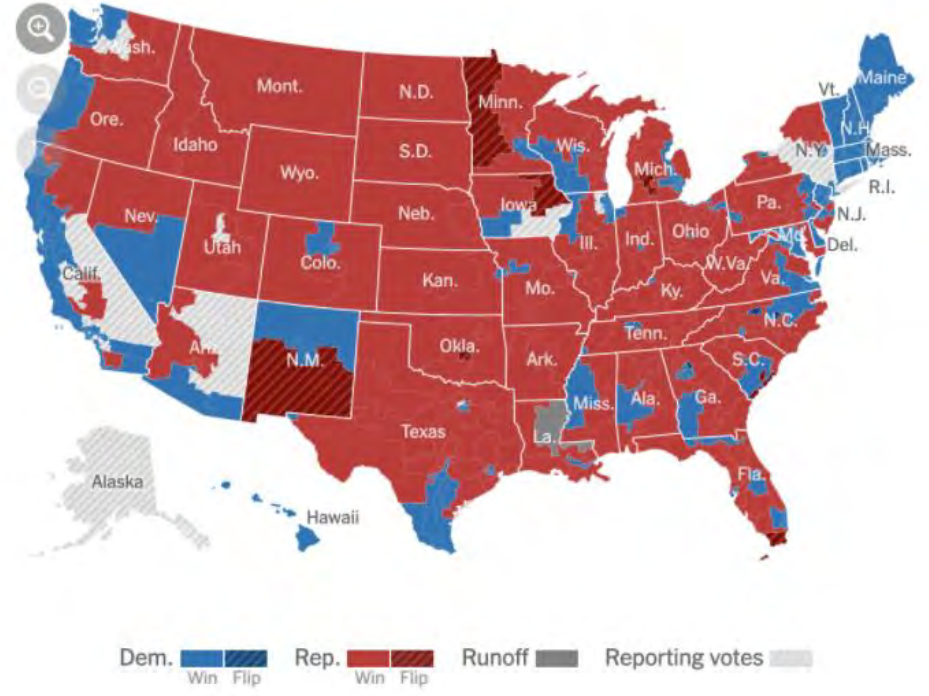 Wash.
Mont.
N.D.
Minn.
Maine
Vt.
N.H.
Ore.
Idaho
S.D.
Wis.
Mich.
N.Y.
Mass.
Wyo.
R.I.
Nev.
Neb.
Iowa
Pa.
N.J.
Utah
Colo.
Ill.
Ind.
Ohio
Md.
Del.
Calif.
Kan.
Mo.
W.Va.
Va.
Ky.
N.C.
Ariz.
N.M.
Okla.
Ark.
Tenn.
S.C.
Miss.
Ala.
Ga.
Texas
La.
Fla.
Alaska
Hawaii
Dem. Rep. Runoff Reporting votes
Win Flip Win Flip